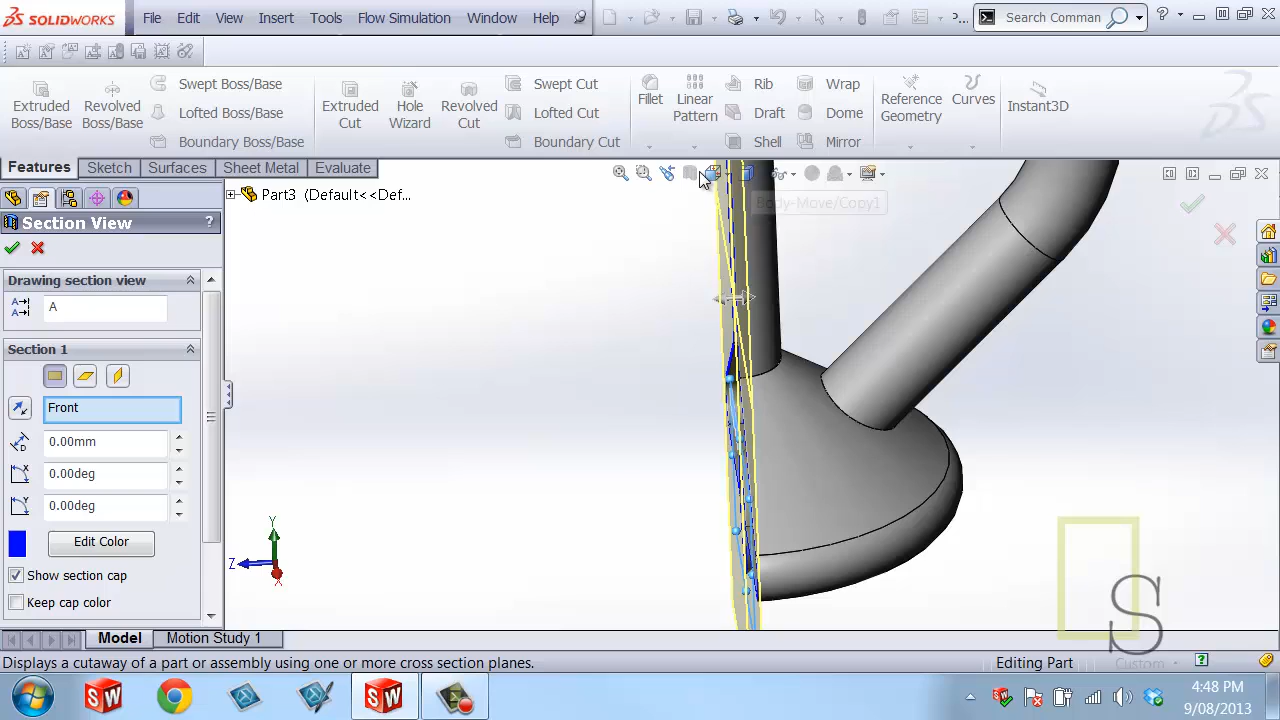 SOLIDWORKS File Edit View Insert Tools Flow Simulation Window Help Search Comman
Swept Boss/Base Swept Cut Rib Wrap
Extruded Boss/Base Revolved Boss/Base Lofted Boss/Base Extruded Cut Hole Wizard Revolved Cut Lofted Cut Fillet Linear Pattern Draft Dome Reference Geometry Curves Instant3D
Boundary Boss/Base Boundary Cut Shell Mirror
Features Sketch Surfaces Sheet Metal Evaluate
Part3 (Default<<Def...
Body-Move/Copy1
Section View ?
Drawing section view
A
Section 1
Front
0.00mm
0.00deg
0.00deg
Edit Color
Show section cap
Keep cap color
Y
Z
X
S
Model Motion Study 1
Displays a cutaway of a part or assembly using one or more cross section planes. Editing Part Custom
4:48 PM
9/08/2013